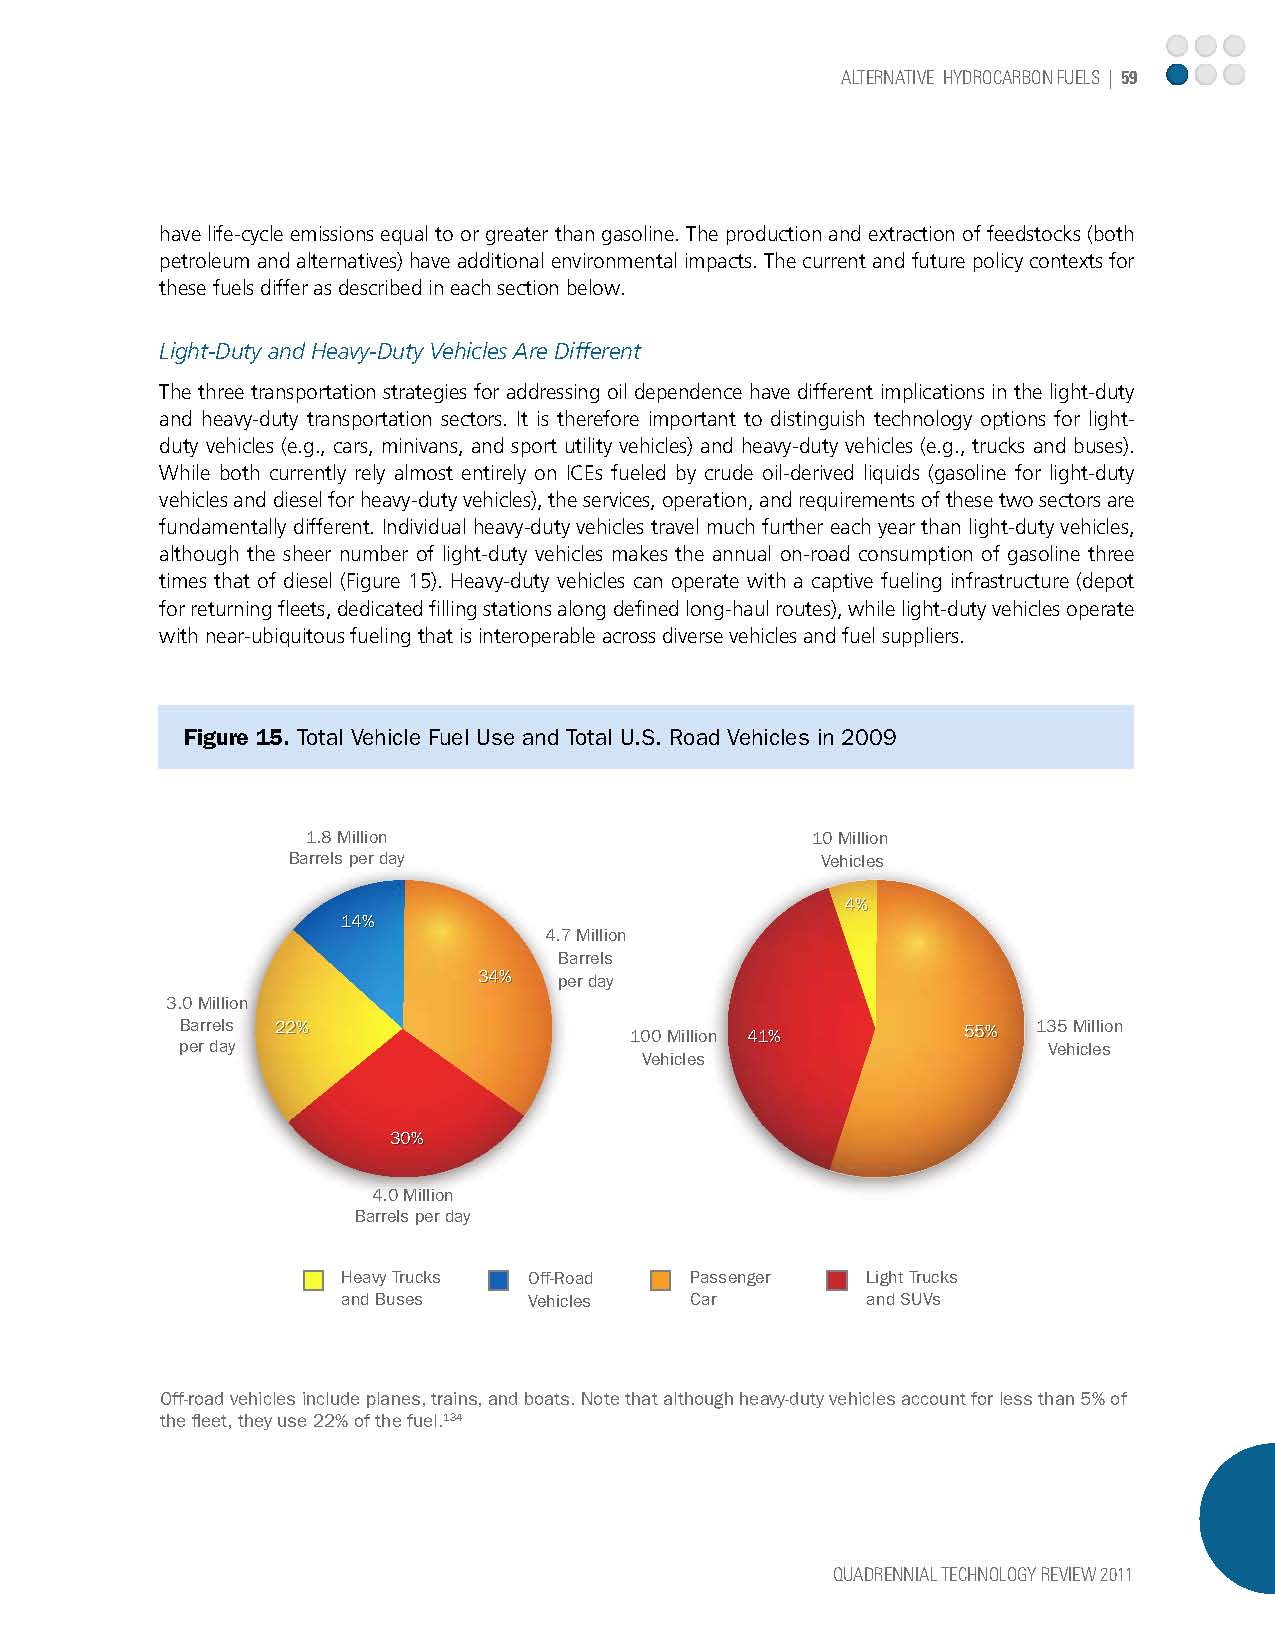 ALTERNATIVE HYDROCARBON FUELS | 59
have life-cycle emissions equal to or greater than gasoline. The production and extraction of feedstocks (both
petroleum and alternatives) have additional environmental impacts. The current and future policy contexts for
these fuels differ as described in each section below.
Light-Duty and Heavy-Duty Vehicles Are Different
The three transportation strategies for addressing oil dependence have different implications in the light-duty
and heavy-duty transportation sectors. It is therefore important to distinguish technology options for light-
duty vehicles (e.g., cars, minivans, and sport utility vehicles) and heavy-duty vehicles (e.g., trucks and buses).
While both currently rely almost entirely on ICEs fueled by crude oil-derived liquids (gasoline for light-duty
vehicles and diesel for heavy-duty vehicles), the services, operation, and requirements of these two sectors are
fundamentally different. Individual heavy-duty vehicles travel much further each year than light-duty vehicles,
although the sheer number of light-duty vehicles makes the annual on-road consumption of gasoline three
times that of diesel (Figure 15). Heavy-duty vehicles can operate with a captive fueling infrastructure (depot
for returning fleets, dedicated filling stations along defined long-haul routes), while light-duty vehicles operate
with near-ubiquitous fueling that is interoperable across diverse vehicles and fuel suppliers.
Figure 15. Total Vehicle Fuel Use and Total U.S. Road Vehicles in 2009
1.8 Million
Barrels per day
14%
4.7 Million
Barrels
per day
34%
3.0 Million
Barrels
per day
22%
30%
4.0 Million
Barrels per day
10 Million
Vehicles
4%
100 Million
Vehicles
41%
55%
135 Million
Vehicles
Heavy Trucks
and Buses
Off-Road
Vehicles
Passenger
Car
Light Trucks
and SUVs
Off-road vehicles include planes, trains, and boats. Note that although heavy-duty vehicles account for less than 5% of
the fleet, they use 22% of the fuel.¹³⁴
QUADRENNIAL TECHNOLOGY REVIEW 2011